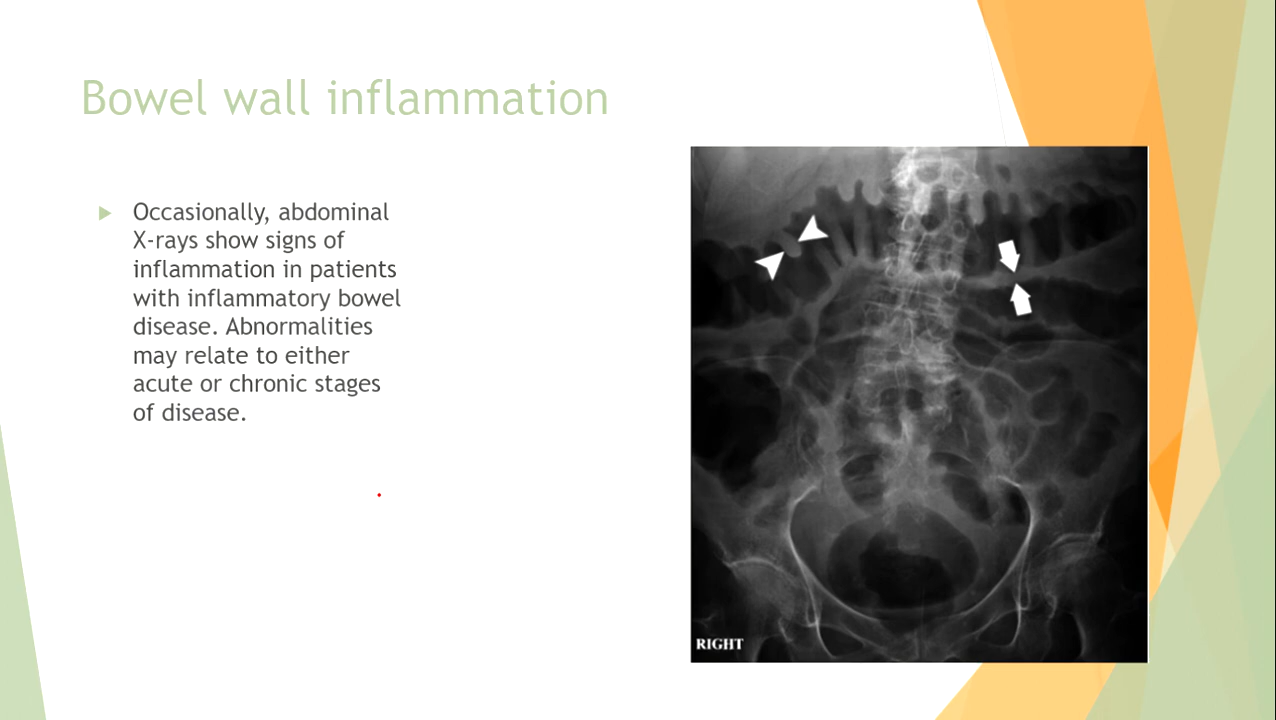 Bowel wall inflammation
Occasionally, abdominal
X-rays show signs of
inflammation in patients
with inflammatory bowel
disease. Abnormalities
may relate to either
acute or chronic stages
of disease.
RIGHT